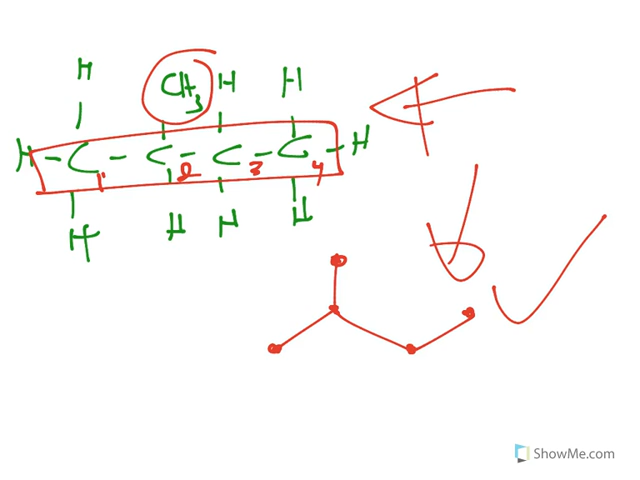 H CH3 H H
H - C - C - C - C - H
1 2 3 4
H H H H
ShowMe.com